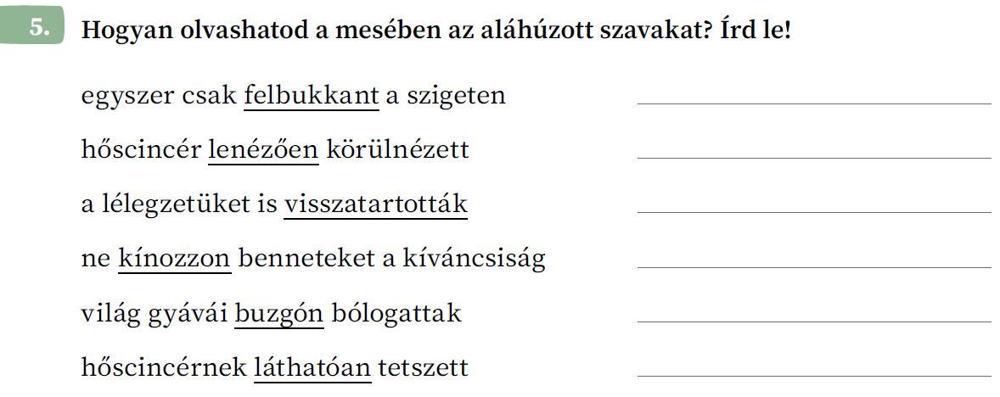 5. Hogyan olvashatod a mesében az aláhúzott szavakat? Írd le!
egyszer csak felbukkant a szigeten
hőscincér lenézően körülnézett
a lélegzetüket is visszatartották
ne kínozzon benneteket a kíváncsiság
világ gyávái buzgón bólogattak
hőscincérnek láthatóan tetszett